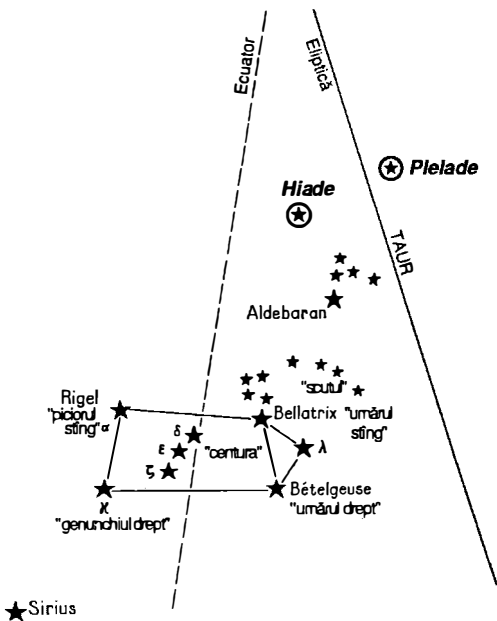 Ecuator
Eliptică
Pleiade
Hiade
TAUR
Aldebaran
"scutul"
Rigel
"piciorul
stîng" α
Bellatrix "umărul
stîng"
δ
ε
ζ
"centura"
λ
ϰ
"genunchiul drept"
Bételgeuse
"umărul drept"
Sirius